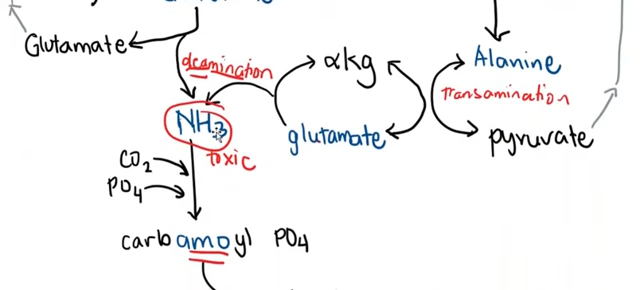 Glutamate
deamination
αkg
Alanine
transamination
NH3
glutamate
pyruvate
toxic
CO2
PO4
carbamoyl PO4